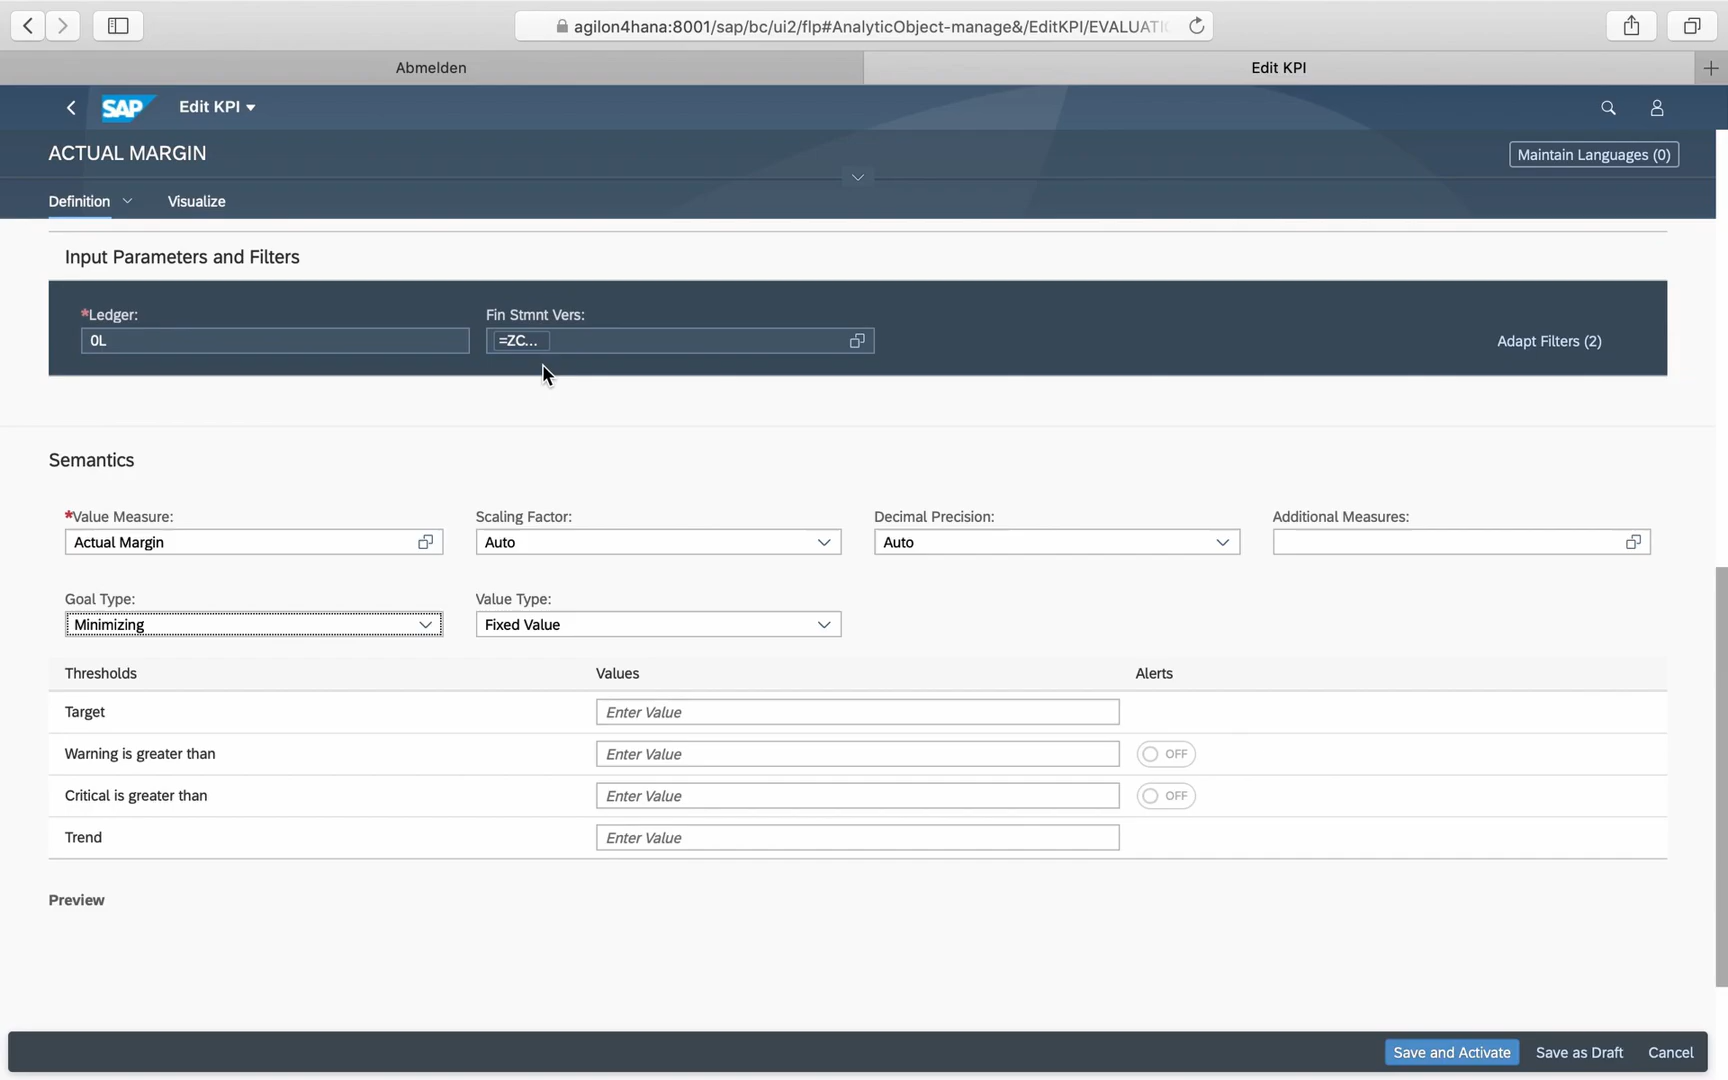 agilon4hana:8001/sap/bc/ui2/flp#AnalyticObject-manage&/EditKPI/EVALUATI
Abmelden
Edit KPI
SAP
Edit KPI
ACTUAL MARGIN
Maintain Languages (0)
Definition
Visualize
Input Parameters and Filters
*Ledger:
Fin Stmnt Vers:
0L
=ZC...
Adapt Filters (2)
Semantics
*Value Measure:
Scaling Factor:
Decimal Precision:
Additional Measures:
Actual Margin
Auto
Auto
Goal Type:
Value Type:
Minimizing
Fixed Value
Thresholds
Values
Alerts
Target
Enter Value
Warning is greater than
Enter Value
OFF
Critical is greater than
Enter Value
OFF
Trend
Enter Value
Preview
Save and Activate
Save as Draft
Cancel